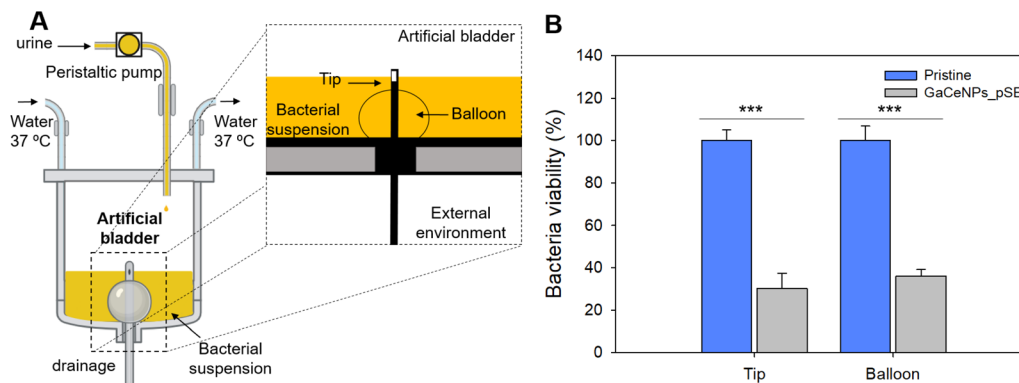 A
urine
Peristaltic pump
Water
37 ºC
Water
37 ºC
Artificial
bladder
drainage
Bacterial
suspension
Artificial bladder
Tip
Bacterial
suspension
Balloon
External
environment
B
Bacteria viability (%)
140
120
100
80
60
40
20
0
Pristine
GaCeNPs_pSB
***
***
Tip
Balloon